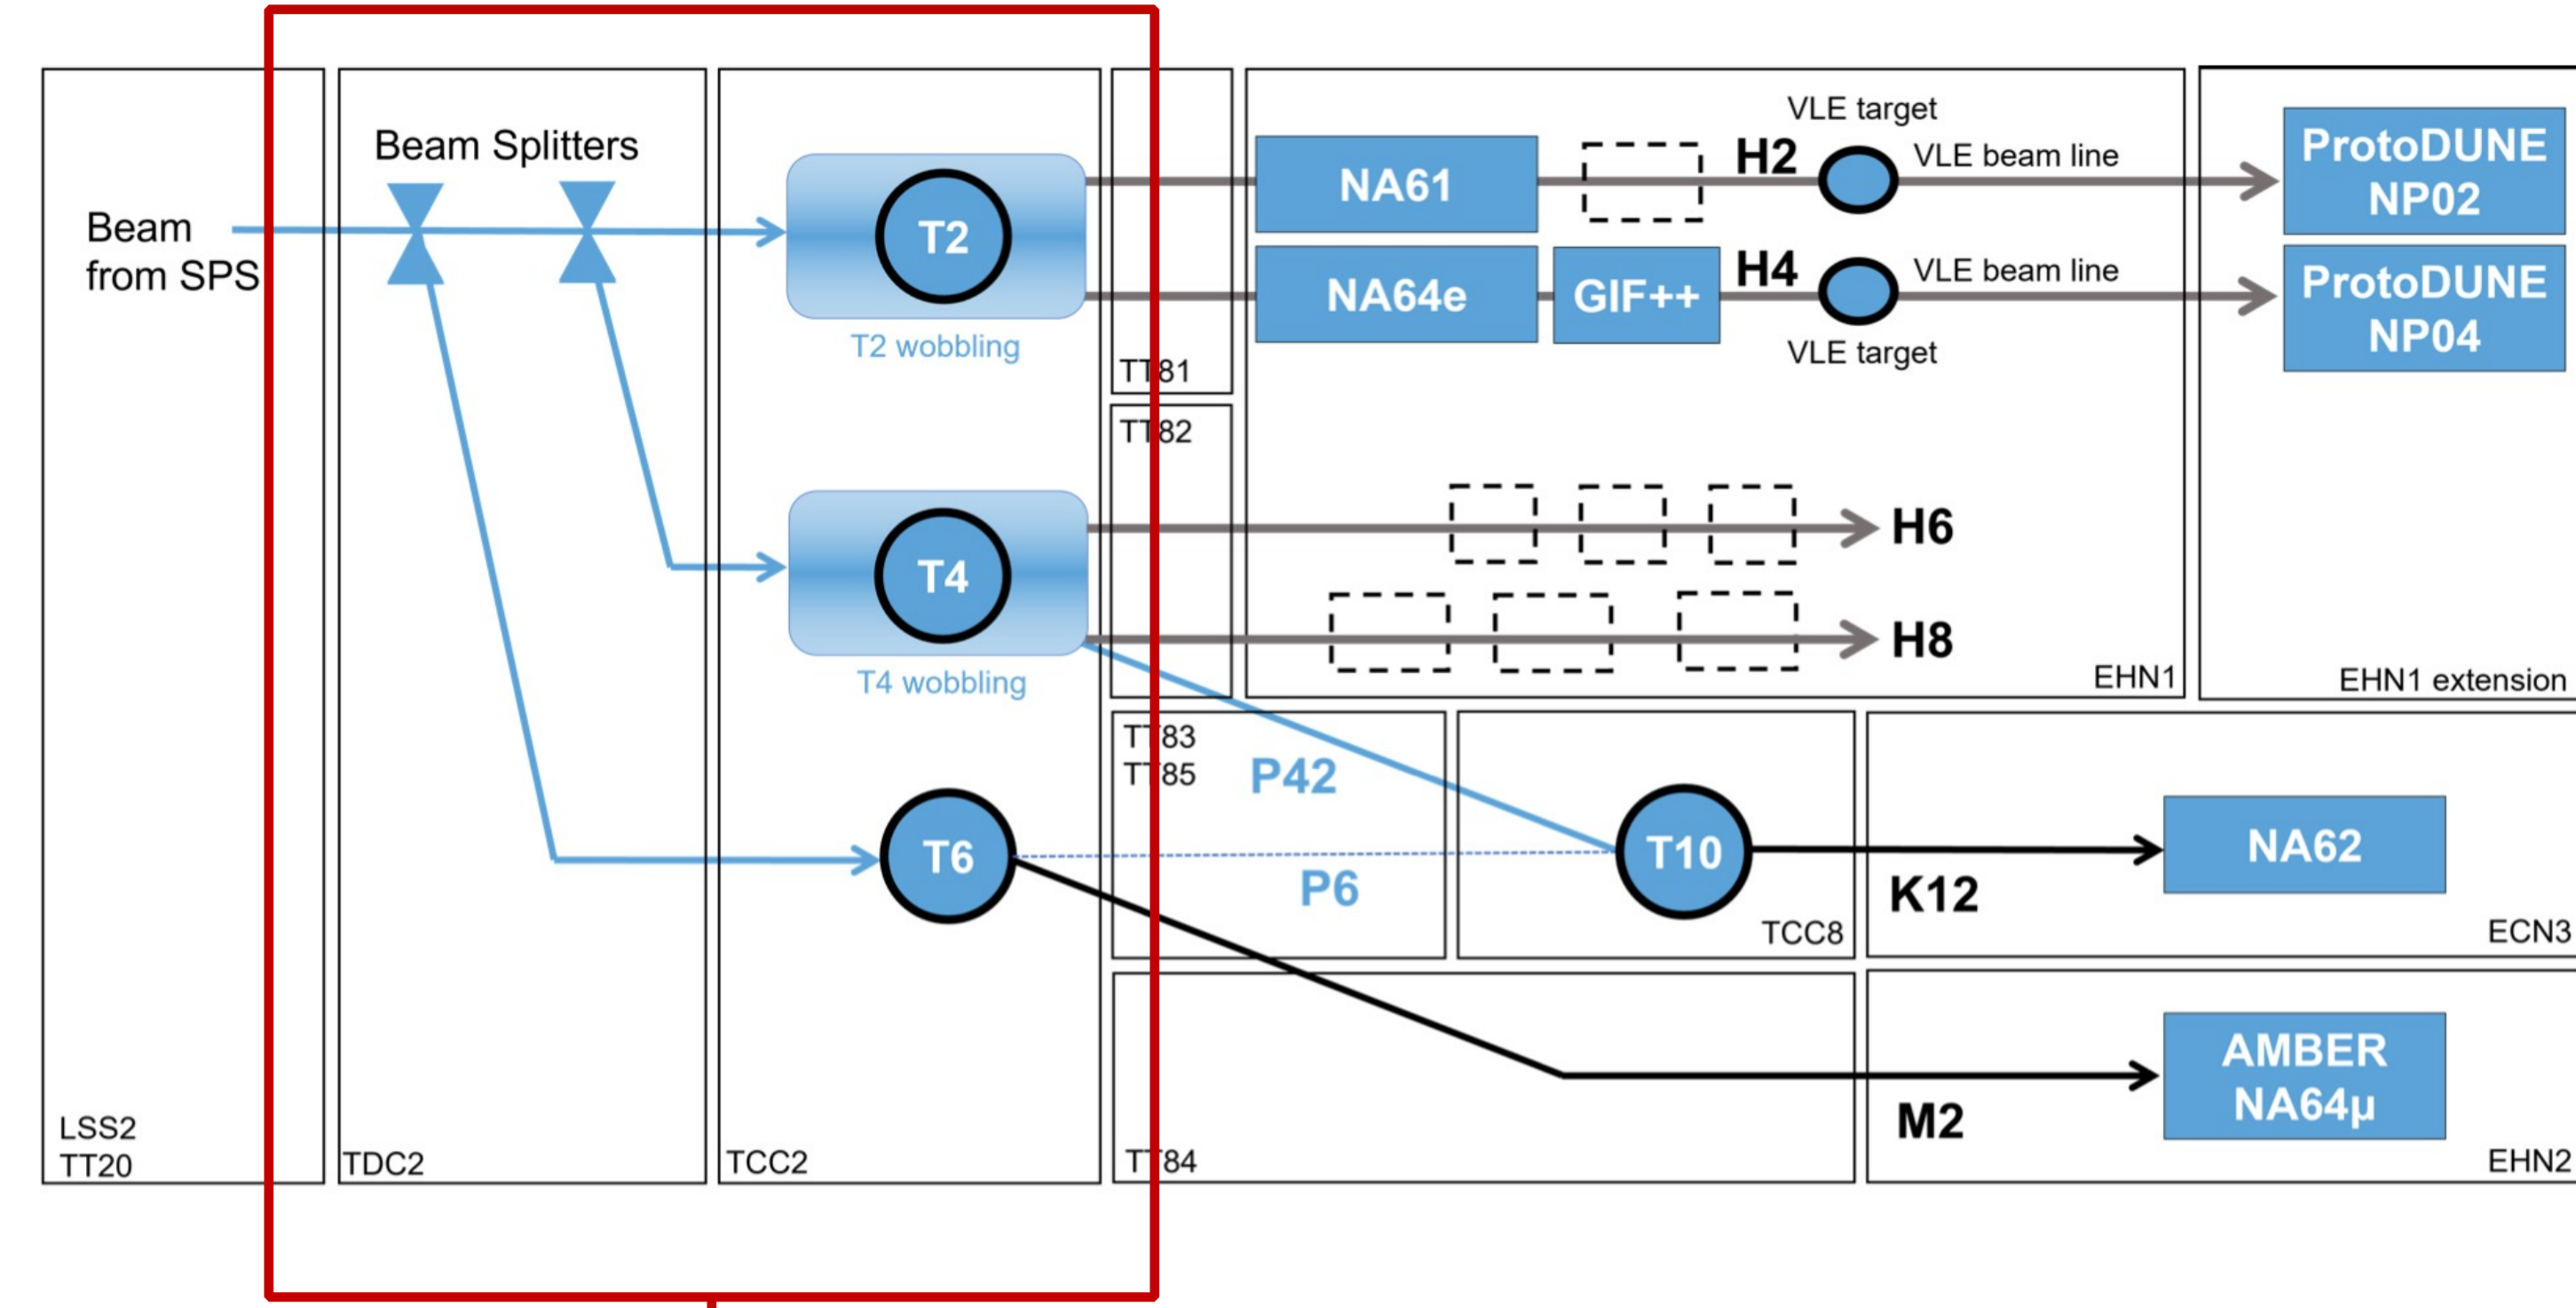 Beam
from SPS
LSS2
TT20
Beam Splitters
TDC2
T2
T2 wobbling
T4
T4 wobbling
T6
TCC2
TT81
TT82
NA61
H2
VLE target
VLE beam line
NA64e
GIF++
H4
VLE beam line
VLE target
H6
H8
EHN1
ProtoDUNE
NP02
ProtoDUNE
NP04
EHN1 extension
TT83
TT85
P42
P6
T10
TCC8
K12
NA62
ECN3
TT84
M2
AMBER
NA64μ
EHN2